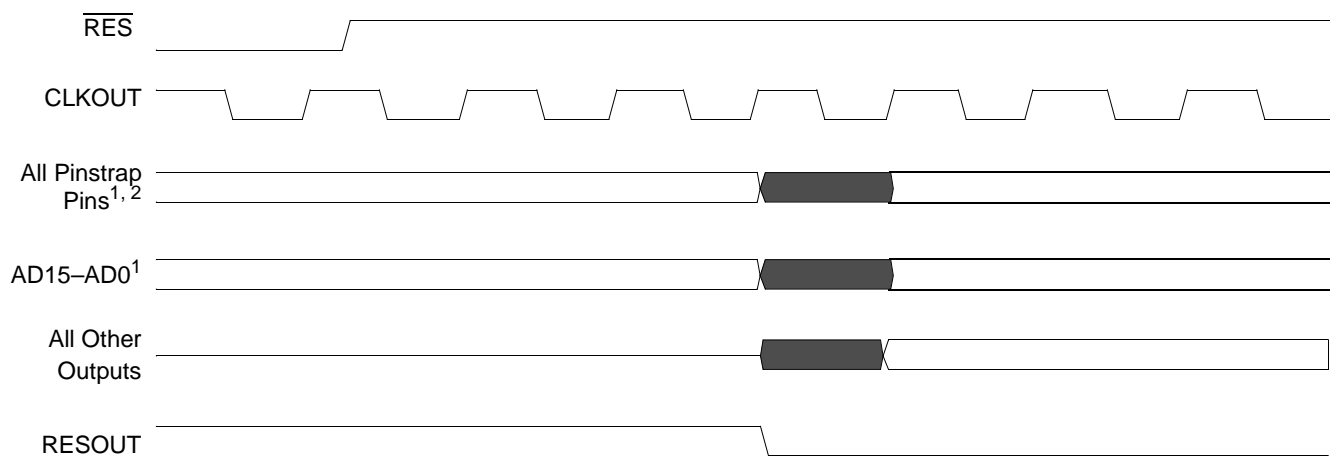 RES
CLKOUT
All Pinstrap
Pins1, 2
AD15–AD01
All Other
Outputs
RESOUT